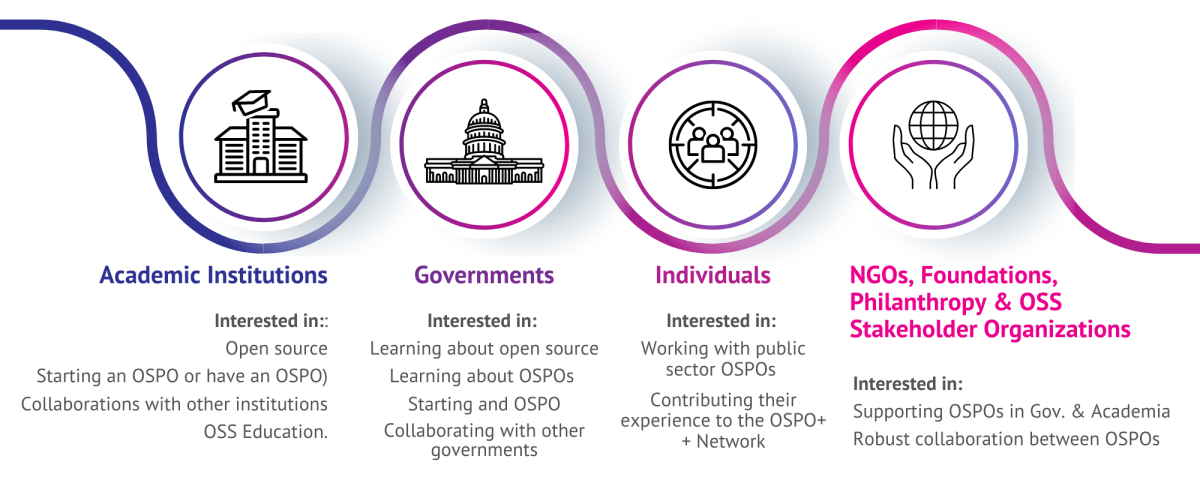 Academic Institutions
Interested in::
Open source
Starting an OSPO or have an OSPO)
Collaborations with other institutions
OSS Education.
Governments
Interested in:
Learning about open source
Learning about OSPOs
Starting and OSPO
Collaborating with other
governments
Individuals
Interested in:
Working with public
sector OSPOs
Contributing their
experience to the OSPO+
+ Network
NGOs, Foundations,
Philanthropy & OSS
Stakeholder Organizations
Interested in:
Supporting OSPOs in Gov. & Academia
Robust collaboration between OSPOs